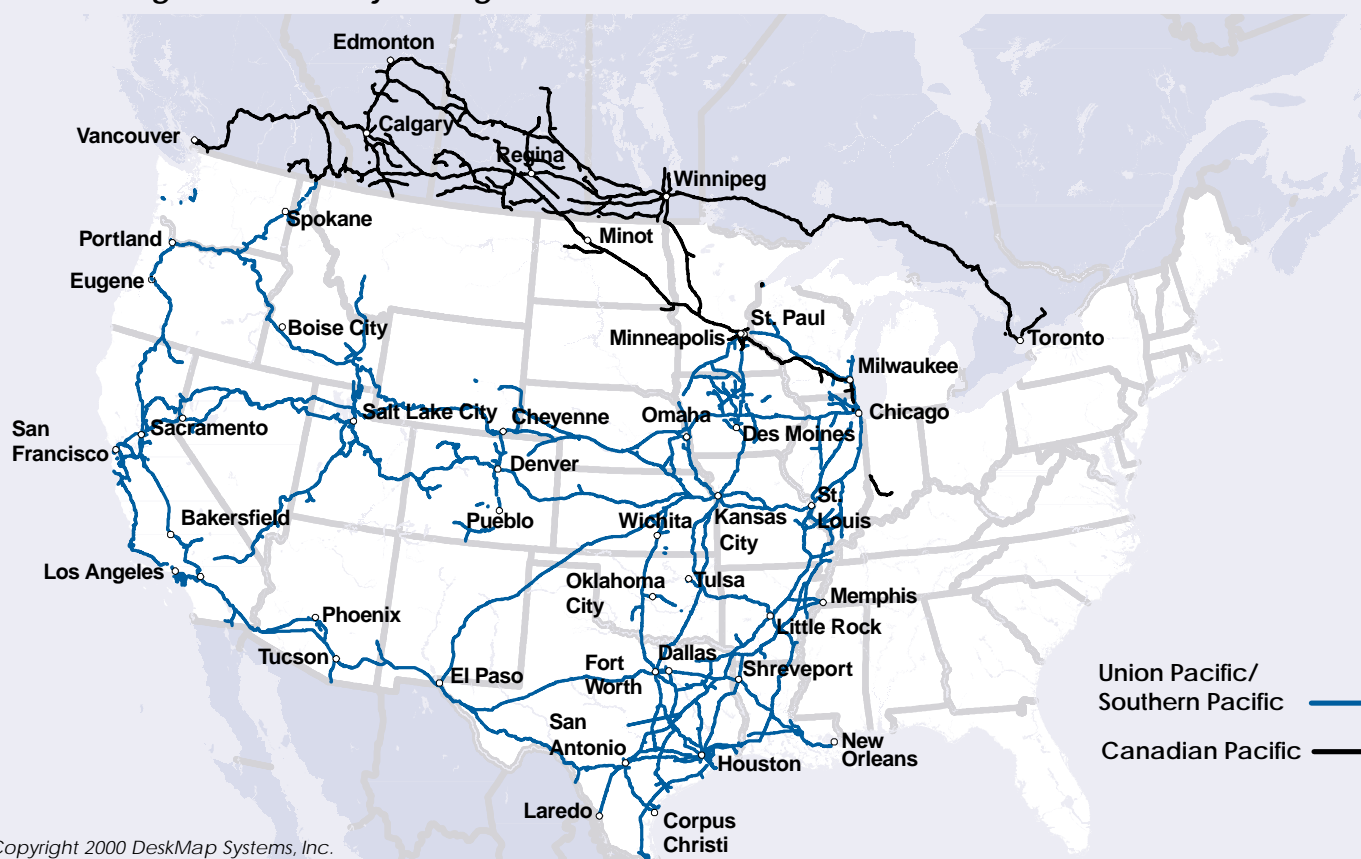 Edmonton
Vancouver
Calgary
Regina
Winnipeg
Spokane
Portland
Minot
Eugene
Boise City
St. Paul
Minneapolis
Toronto
Milwaukee
Salt Lake City
Cheyenne
Omaha
Chicago
San
Francisco
Sacramento
Des Moines
Denver
St.
Louis
Bakersfield
Pueblo
Wichita
Kansas
City
Los Angeles
Oklahoma
City
Tulsa
Memphis
Phoenix
Little Rock
Tucson
El Paso
Fort
Worth
Dallas
Shreveport
San
Antonio
New
Orleans
Houston
Laredo
Corpus
Christi
Union Pacific/
Southern Pacific
Canadian Pacific
Copyright 2000 DeskMap Systems, Inc.